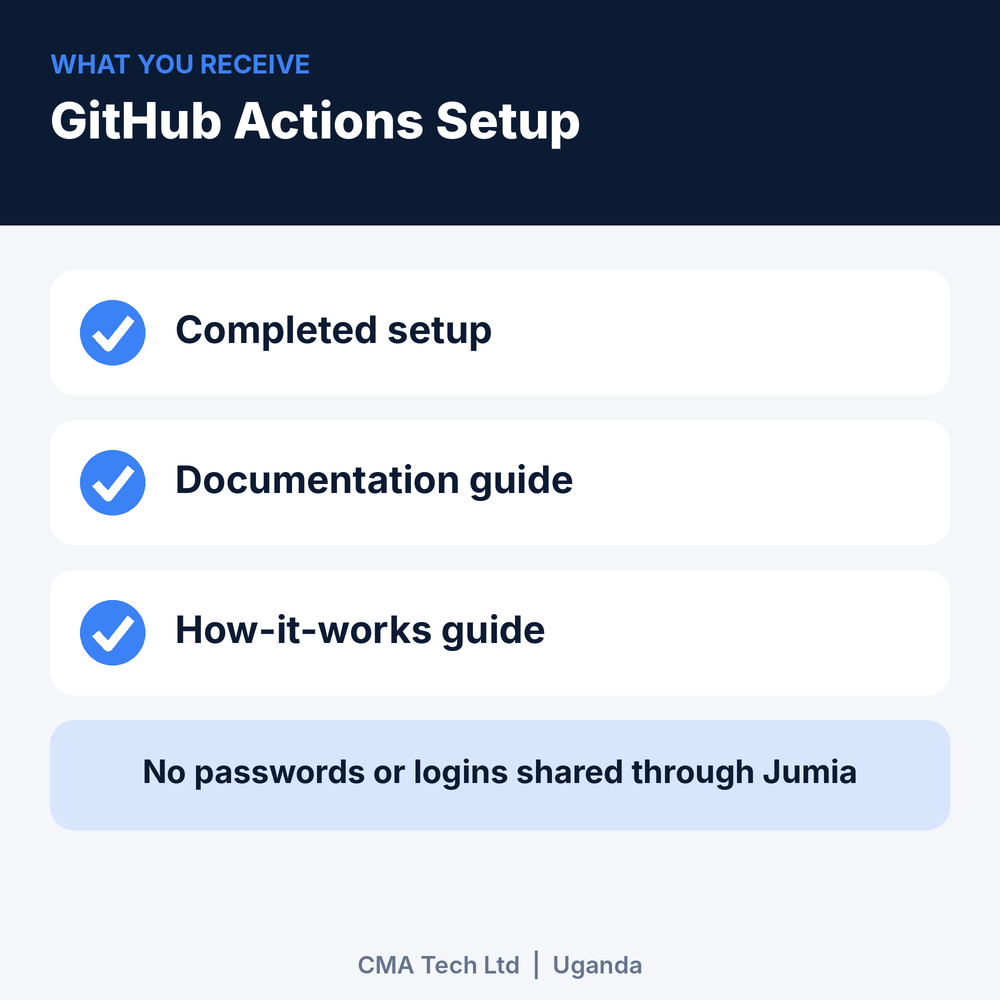 WHAT YOU RECEIVE
GitHub Actions Setup
Completed setup
Documentation guide
How-it-works guide
No passwords or logins shared through Jumia
CMA Tech Ltd | Uganda